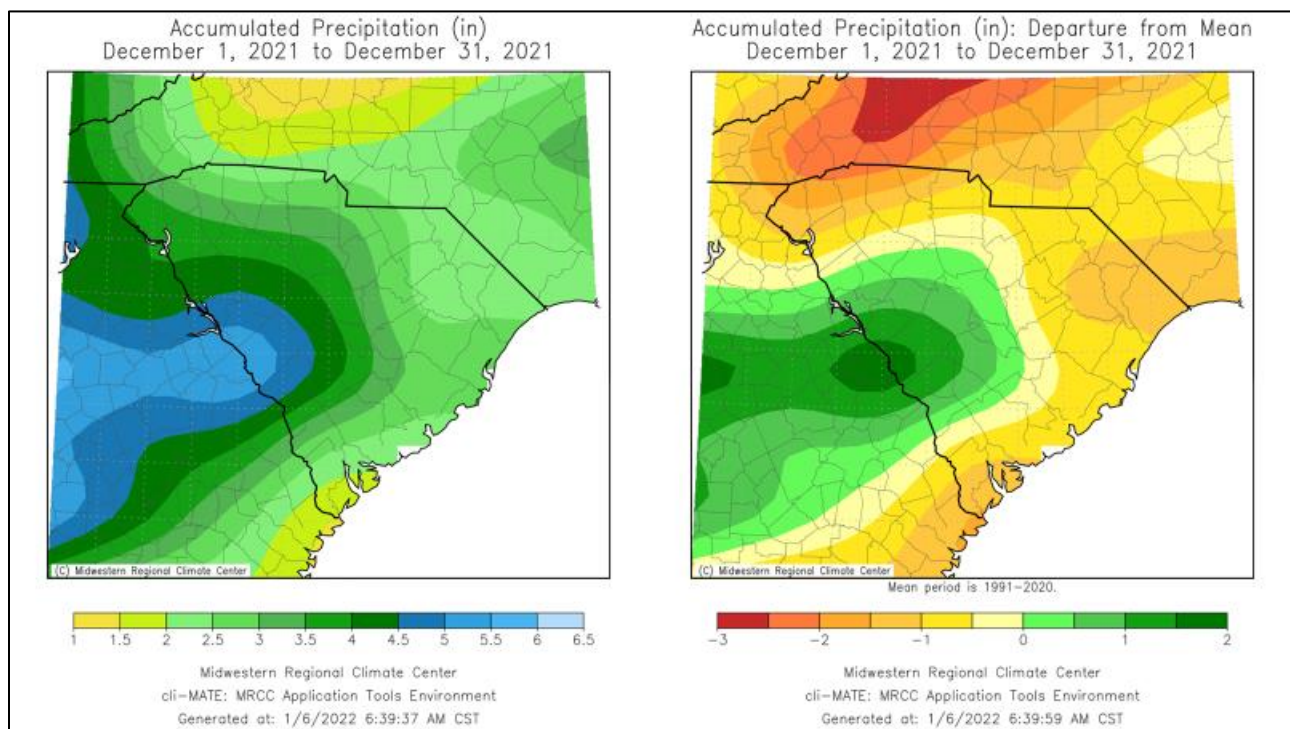 Accumulated Precipitation (in)
December 1, 2021 to December 31, 2021
(C) Midwestern Regional Climate Center
1 1.5 2 2.5 3 3.5 4 4.5 5 5.5 6 6.5
Midwestern Regional Climate Center
cli-MATE: MRCC Application Tools Environment
Generated at: 1/6/2022 6:39:37 AM CST
Accumulated Precipitation (in): Departure from Mean
December 1, 2021 to December 31, 2021
(C) Midwestern Regional Climate Center
Mean period is 1991-2020.
-3 -2 -1 0 1 2
Midwestern Regional Climate Center
cli-MATE: MRCC Application Tools Environment
Generated at: 1/6/2022 6:39:59 AM CST